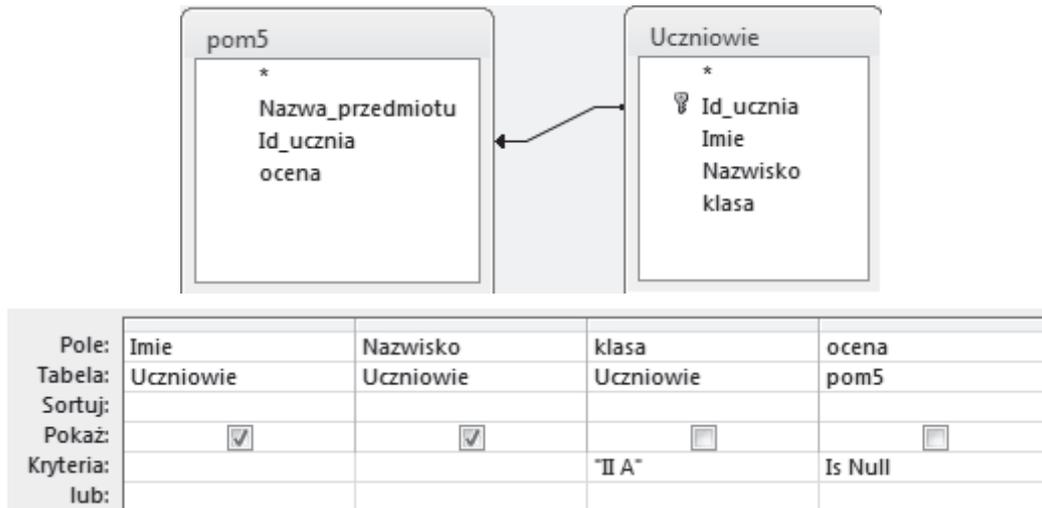 pom5
*
Nazwa_przedmiotu
Id_ucznia
ocena
Uczniowie
*
Id_ucznia
Imie
Nazwisko
klasa
Pole: Imie Nazwisko klasa ocena
Tabela: Uczniowie Uczniowie Uczniowie pom5
Sortuj:
Pokaż:
Kryteria: "II A" Is Null
lub: